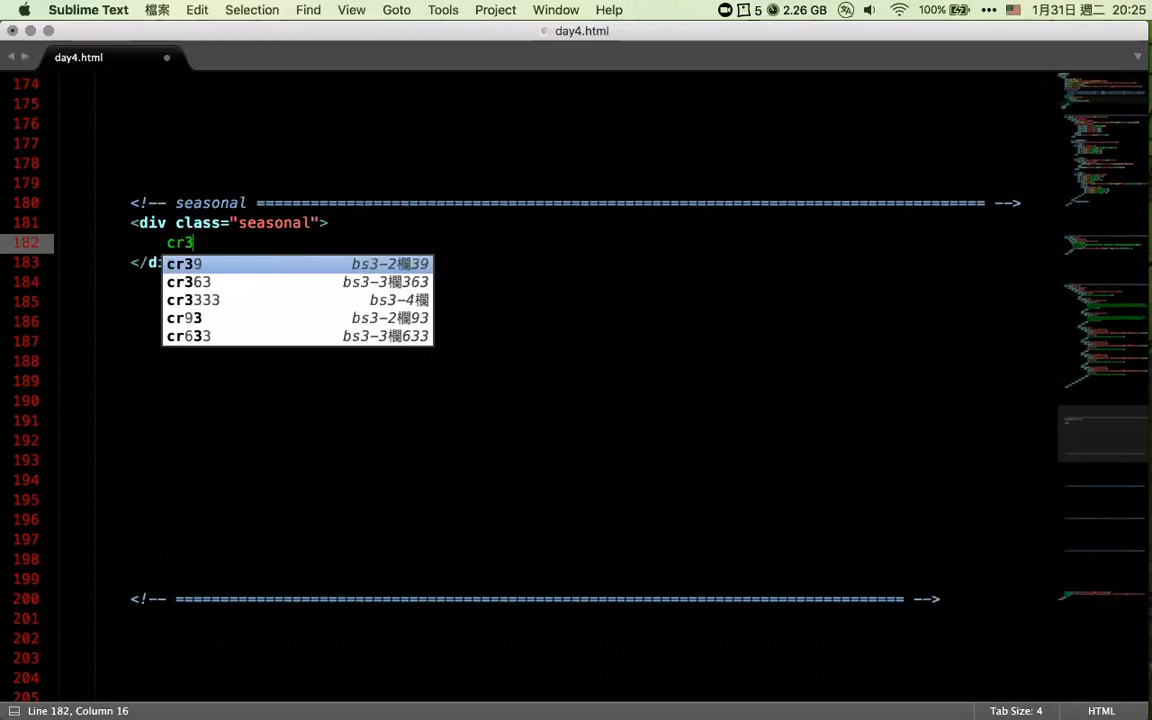 Sublime Text 檔案 Edit Selection Find View Goto Tools Project Window Help 5 2.26 GB 100% 1月31日 週二 20:25
day4.html
day4.html
174
175
176
177
178
179
180 <!-- seasonal ================================================================================= -->
181 <div class="seasonal">
182 cr3
183 </di
cr39 bs3-2欄39
184
cr363 bs3-3欄363
185
cr3333 bs3-4欄
186
cr93 bs3-2欄93
187
cr633 bs3-3欄633
188
189
190
191
192
193
194
195
196
197
198
199
200 <!-- ================================================================================= -->
201
202
203
204
205
Line 182, Column 16 Tab Size: 4 HTML